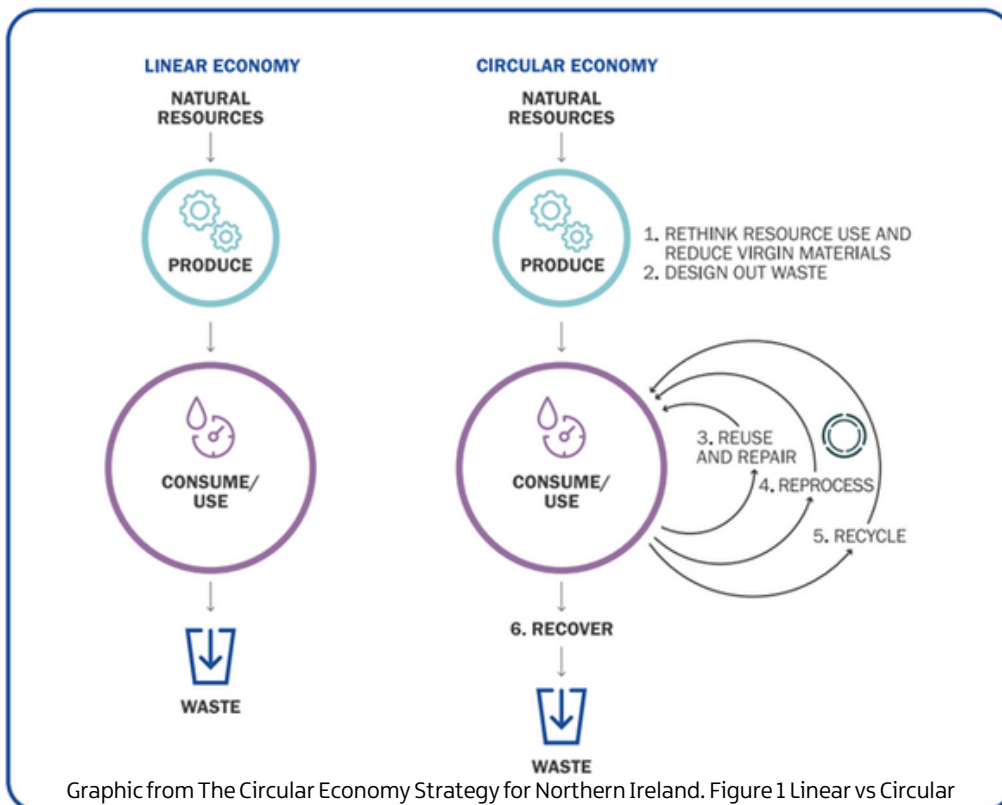 LINEAR ECONOMY
NATURAL
RESOURCES
PRODUCE
CONSUME/
USE
WASTE
CIRCULAR ECONOMY
NATURAL
RESOURCES
PRODUCE
1. RETHINK RESOURCE USE AND
REDUCE VIRGIN MATERIALS
2. DESIGN OUT WASTE
CONSUME/
USE
3. REUSE
AND REPAIR
4. REPROCESS
5. RECYCLE
6. RECOVER
WASTE
Graphic from The Circular Economy Strategy for Northern Ireland. Figure 1 Linear vs Circular